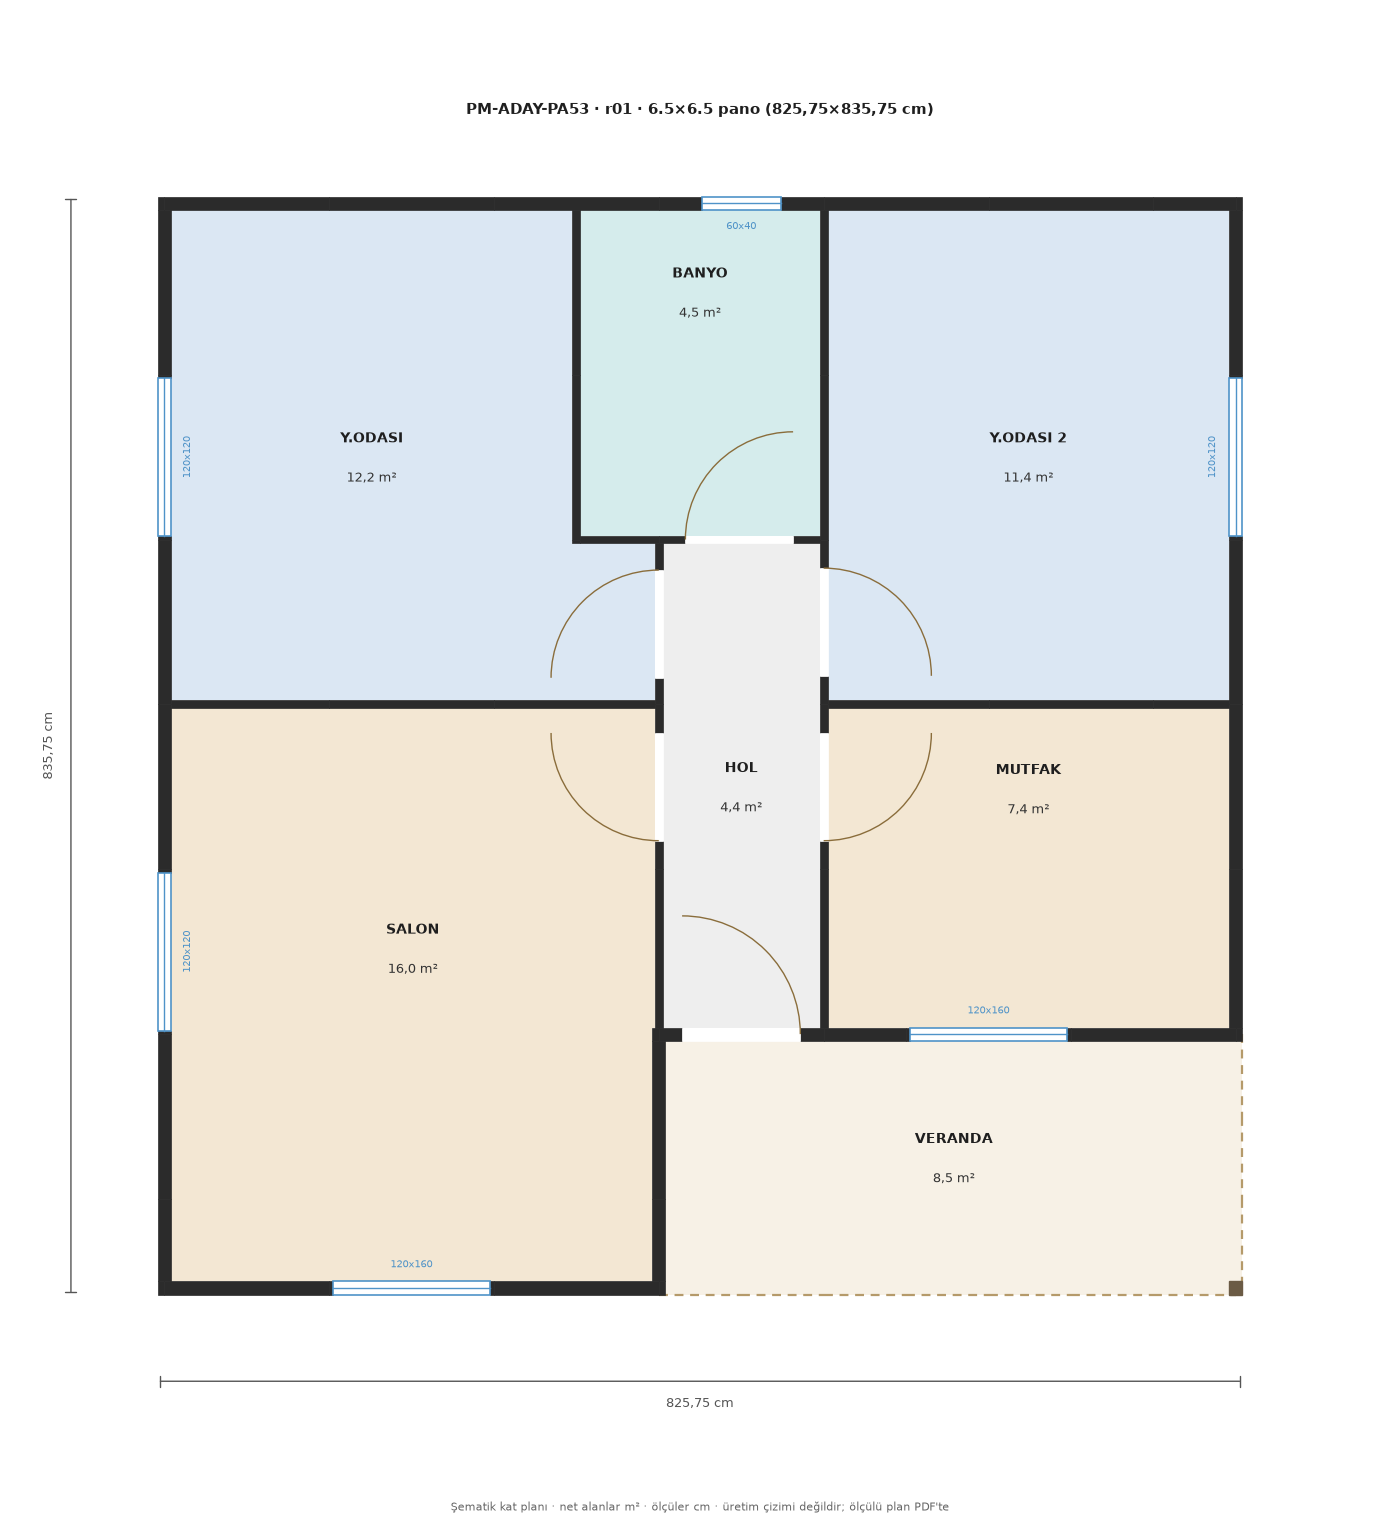 PM-ADAY-PA53 · r01 · 6.5×6.5 pano (825,75×835,75 cm)
60x40
BANYO
4,5 m²
Y.ODASI
12,2 m²
120x120
Y.ODASI 2
11,4 m²
120x120
835,75 cm
HOL
4,4 m²
MUTFAK
7,4 m²
SALON
16,0 m²
120x120
120x160
VERANDA
8,5 m²
120x160
825,75 cm
Şematik kat planı · net alanlar m² · ölçüler cm · üretim çizimi değildir; ölçülü plan PDF'te